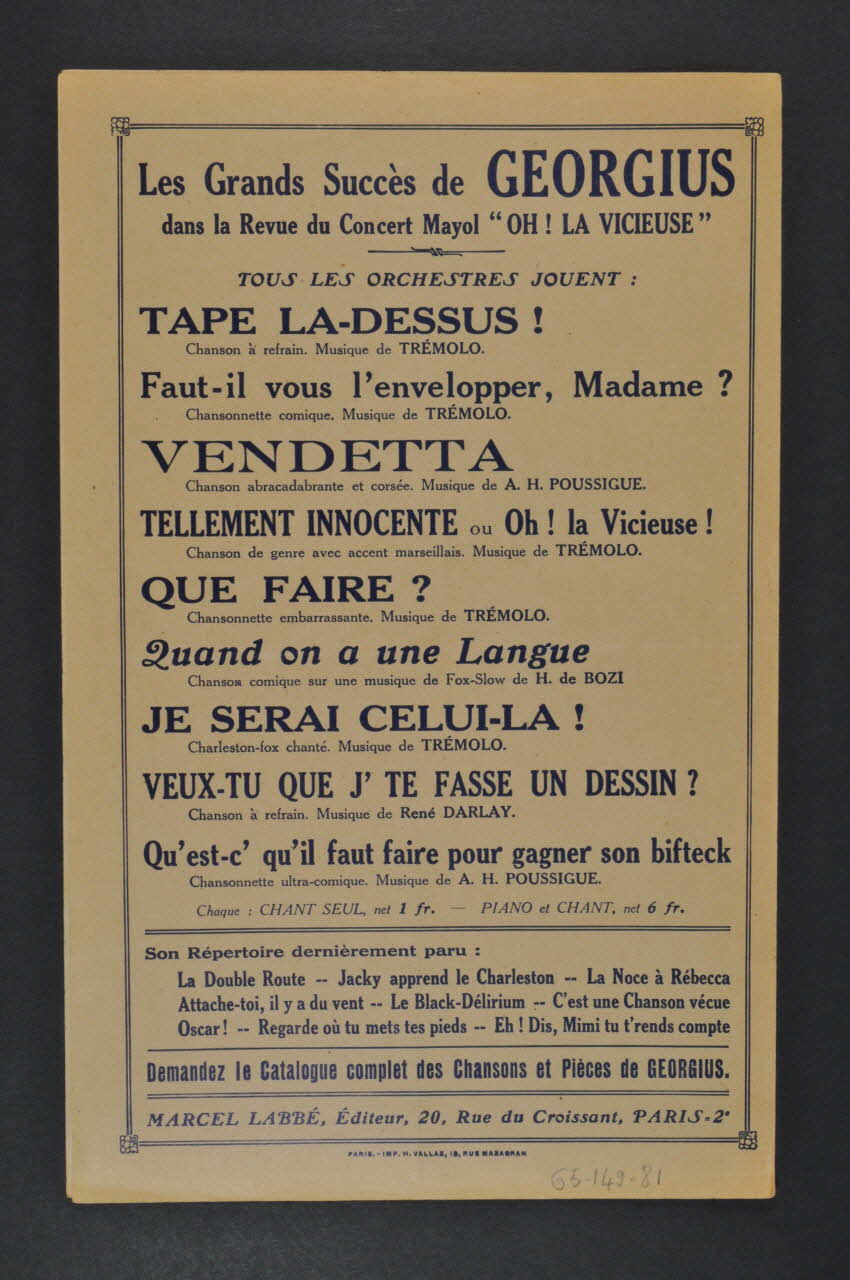 Les Grands Succès de GEORGIUS
dans la Revue du Concert Mayol “ OH ! LA VICIEUSE ”
TOUS LES ORCHESTRES JOUENT :
TAPE LA-DESSUS !
Chanson à refrain. Musique de TRÉMOLO.
Faut-il vous l'envelopper, Madame ?
Chansonnette comique. Musique de TRÉMOLO.
VENDETTA
Chanson abracadabrante et corsée. Musique de A. H. POUSSIGUE.
TELLEMENT INNOCENTE ou Oh ! la Vicieuse !
Chanson de genre avec accent marseillais. Musique de TRÉMOLO.
QUE FAIRE ?
Chansonnette embarrassante. Musique de TRÉMOLO.
Quand on a une Langue
Chanson comique sur une musique de Fox-Slow de H. de BOZI
JE SERAI CELUI-LA !
Charleston-fox chanté. Musique de TRÉMOLO.
VEUX-TU QUE J' TE FASSE UN DESSIN ?
Chanson à refrain. Musique de René DARLAY.
Qu'est-c' qu'il faut faire pour gagner son bifteck
Chansonnette ultra-comique. Musique de A. H. POUSSIGUE.
Chaque : CHANT SEUL, net 1 fr. — PIANO et CHANT, net 6 fr.
Son Répertoire dernièrement paru :
La Double Route -- Jacky apprend le Charleston -- La Noce à Rébecca
Attache-toi, il y a du vent -- Le Black-Délirium -- C'est une Chanson vécue
Oscar ! -- Regarde où tu mets tes pieds -- Eh ! Dis, Mimi tu t'rends compte
Demandez le Catalogue complet des Chansons et Pièces de GEORGIUS.
MARCEL LABBÉ, Éditeur, 20, Rue du Croissant, PARIS-2e
PARIS. - IMP. H. VALLAE, 18, RUE MAZAGRAN
65-149-81